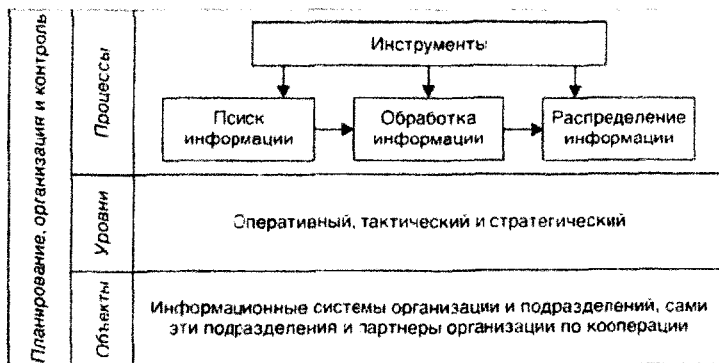 Планирование, организация и контроль
Процессы
Инструменты
Поиск
информации
Обработка
информации
Распределение
информации
Уровни
Оперативный, тактический и стратегический
Объекты
Информационные системы организации и подразделений, сами
эти подразделения и партнеры организации по кооперации